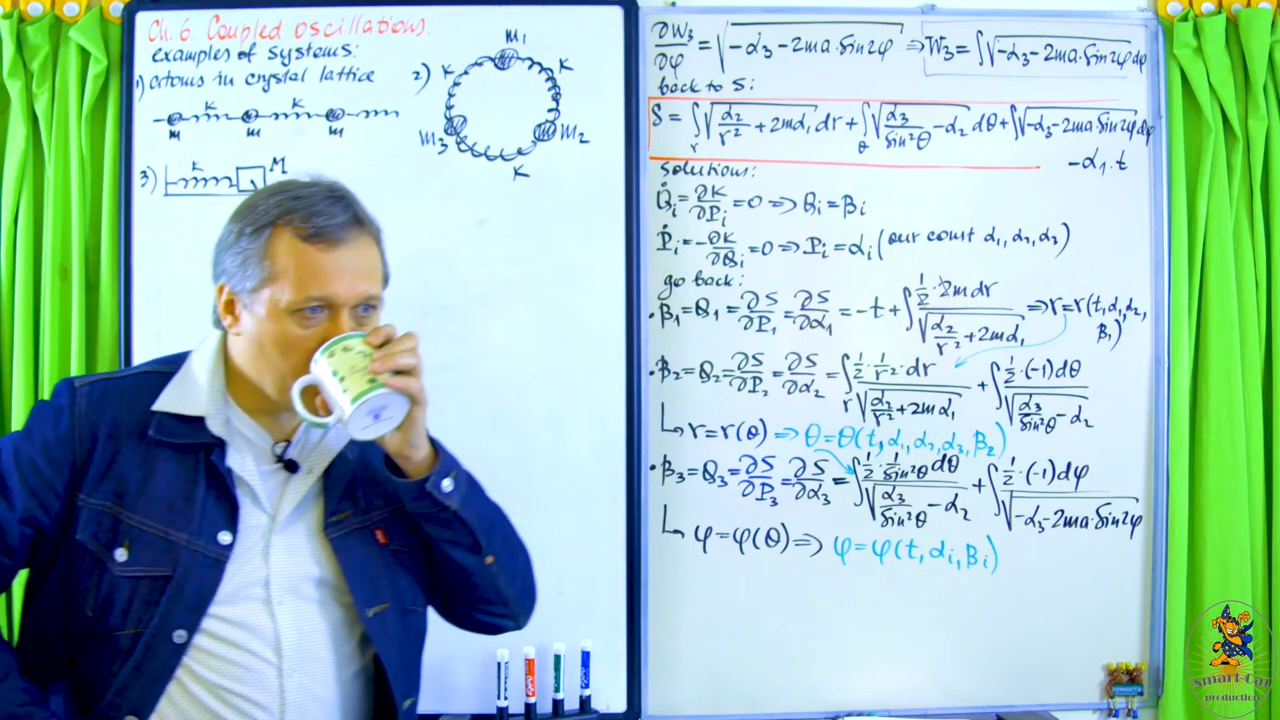 Ch. 6. Coupled oscillations.
examples of systems:
1) atoms in crystal lattice
k k
m m m
2)
m₁
k k
m₃ m₂
k
3) k M
∂W₃/∂φ = √(-α₃-2ma·sin2φ) ⇒ W₃ = ∫√(-α₃-2ma·sin2φ) dφ
back to S:
S = ∫_r √(α₂/r² + 2mα₁) dr + ∫_θ √(α₃/sin²θ - α₂) dθ + ∫√(-α₃-2ma·sin2φ) dφ
-α₁·t
solutions:
Q̇ᵢ = ∂K/∂Pᵢ = 0 ⇒ Qᵢ = βᵢ
Ṗᵢ = -∂K/∂Qᵢ = 0 ⇒ Pᵢ = αᵢ (our const α₁, α₂, α₃)
go back:
• β₁ = Q₁ = ∂S/∂P₁ = ∂S/∂α₁ = -t + ∫ (1/2 · 2m dr)/√(α₂/r² + 2mα₁) ⇒ r = r(t, α₁, α₂, β₁)
• β₂ = Q₂ = ∂S/∂P₂ = ∂S/∂α₂ = ∫_r (1/2 · 1/r² · dr)/√(α₂/r² + 2mα₁) + ∫ (1/2 · (-1)dθ)/√(α₃/sin²θ - α₂)
↳ r = r(θ) ⇒ θ = θ(t, α₁, α₂, α₃, β₂)
• β₃ = Q₃ = ∂S/∂P₃ = ∂S/∂α₃ = ∫ (1/2 · 1/sin²θ dθ)/√(α₃/sin²θ - α₂) + ∫ (1/2 · (-1)dφ)/√(-α₃-2ma·sin2φ)
↳ φ = φ(θ) ⇒ φ = φ(t, αᵢ, βᵢ)
Smart Cat
production